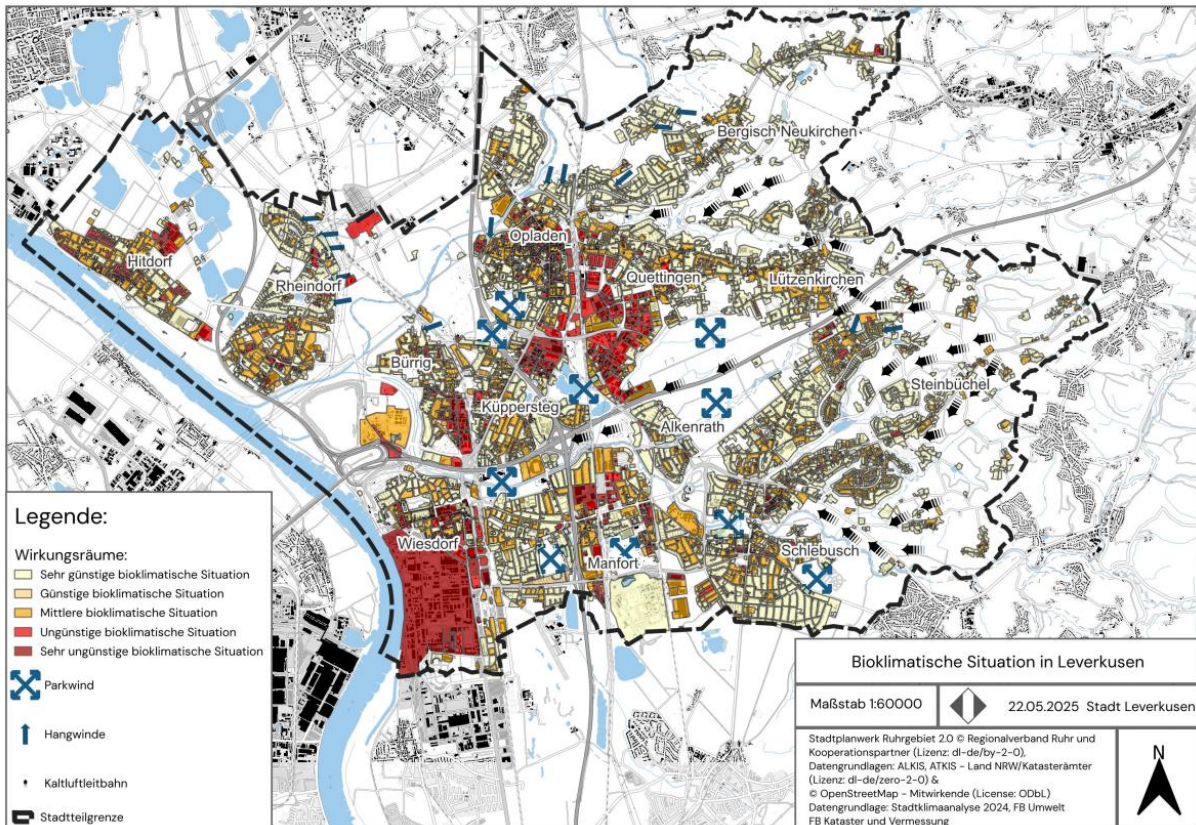 Bergisch Neukirchen
Opladen
Hitdorf
Quettingen
Lützenkirchen
Rheindorf
Bürrig
Steinbüchel
Küppersteg
Alkenrath
Wiesdorf
Manfort
Schlebusch
Legende:
Wirkungsräume:
Sehr günstige bioklimatische Situation
Günstige bioklimatische Situation
Mittlere bioklimatische Situation
Ungünstige bioklimatische Situation
Sehr ungünstige bioklimatische Situation
Parkwind
Hangwinde
Kaltluftleitbahn
Stadtteilgrenze
Bioklimatische Situation in Leverkusen
Maßstab 1:60000
22.05.2025 Stadt Leverkusen
Stadtplanwerk Ruhrgebiet 2.0 © Regionalverband Ruhr und
Kooperationspartner (Lizenz: dl-de/by-2-0),
Datengrundlagen: ALKIS, ATKIS - Land NRW/Katasterämter
(Lizenz: dl-de/zero-2-0) &
© OpenStreetMap - Mitwirkende (License: ODbL)
Datengrundlage: Stadtklimaanalyse 2024, FB Umwelt
FB Kataster und Vermessung
N